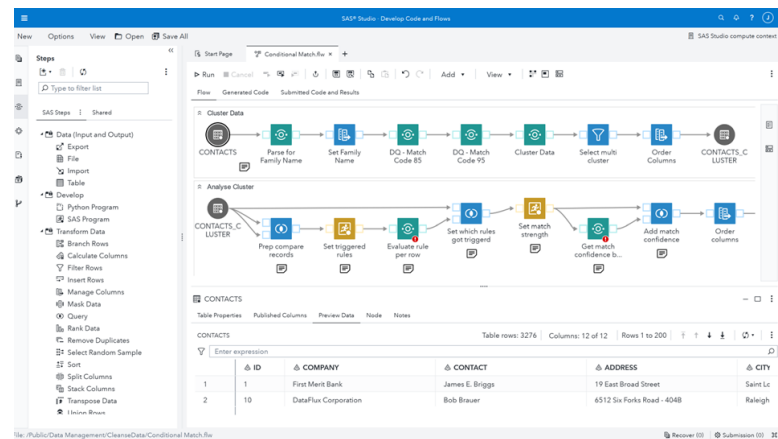 SAS® Studio - Develop Code and Flows
New Options View Open Save All
SAS Studio compute context
Steps
Type to filter list
SAS Steps Shared
Data (Input and Output)
Export
File
Import
Table
Develop
Python Program
SAS Program
Transform Data
Branch Rows
Calculate Columns
Filter Rows
Insert Rows
Manage Columns
Mask Data
Query
Rank Data
Remove Duplicates
Select Random Sample
Sort
Split Columns
Stack Columns
Transpose Data
Union Rows
Start Page Conditional Match.flw
Run Cancel Add View
Flow Generated Code Submitted Code and Results
Cluster Data
CONTACTS
Parse for
Family Name
Set Family
Name
DQ - Match
Code 85
DQ - Match
Code 95
Cluster Data
Select multi
cluster
Order
Columns
CONTACTS_C
LUSTER
Analyse Cluster
CONTACTS_C
LUSTER
Prep compare
records
Set triggered
rules
Evaluate rule
per row
Set which rules
got triggerd
Set match
strength
Get match
confidence b...
Add match
confidence
Order
columns
CONTACTS
Table Properties Published Columns Preview Data Node Notes
CONTACTS Table rows: 3276 Columns: 12 of 12 Rows 1 to 200
Enter expression
ID COMPANY CONTACT ADDRESS CITY
1 1 First Merit Bank James E. Briggs 19 East Broad Street Saint Lo
2 10 DataFlux Corporation Bob Brauer 6512 Six Forks Road - 404B Raleigh
File: /Public/Data Management/CleanseData/Conditional Match.flw
Recover (0) Submission (0)